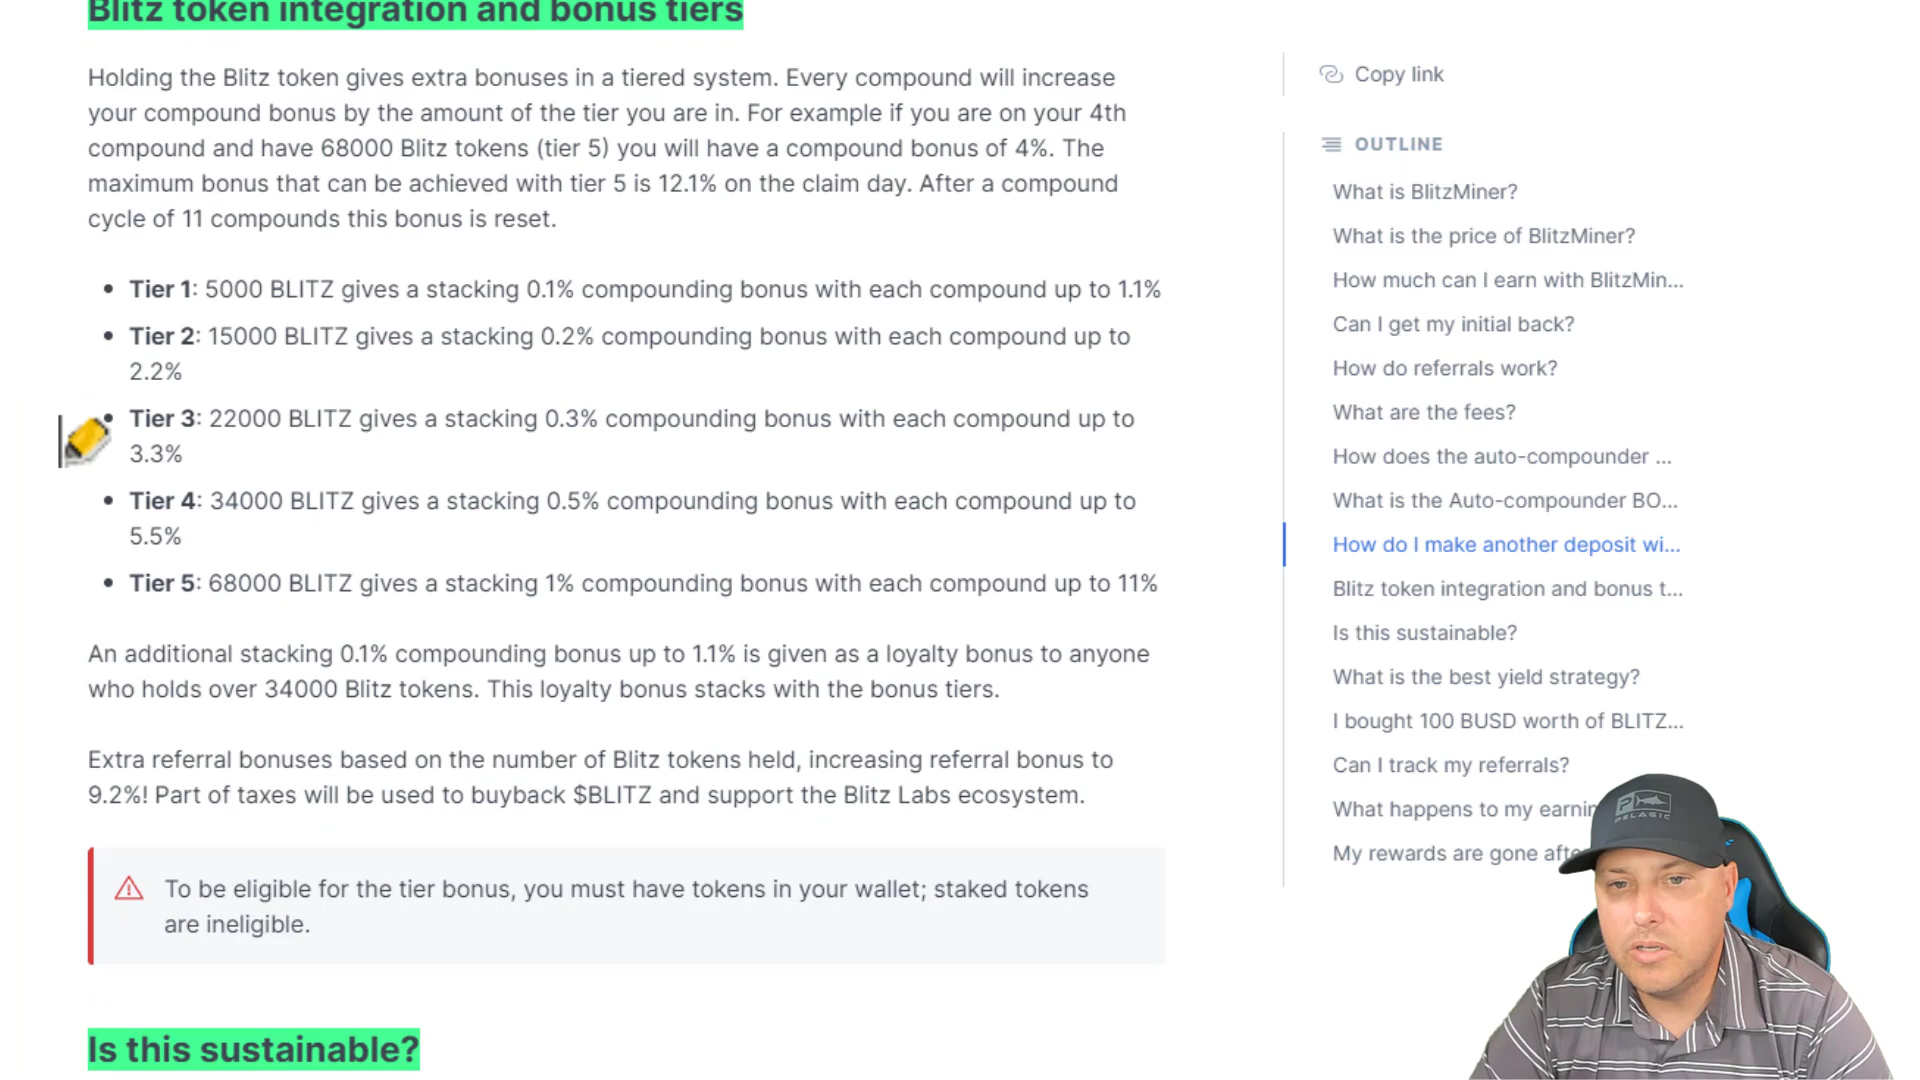 Blitz token integration and bonus tiers
Holding the Blitz token gives extra bonuses in a tiered system. Every compound will increase
your compound bonus by the amount of the tier you are in. For example if you are on your 4th
compound and have 68000 Blitz tokens (tier 5) you will have a compound bonus of 4%. The
maximum bonus that can be achieved with tier 5 is 12.1% on the claim day. After a compound
cycle of 11 compounds this bonus is reset.
• Tier 1: 5000 BLITZ gives a stacking 0.1% compounding bonus with each compound up to 1.1%
• Tier 2: 15000 BLITZ gives a stacking 0.2% compounding bonus with each compound up to
2.2%
• Tier 3: 22000 BLITZ gives a stacking 0.3% compounding bonus with each compound up to
3.3%
• Tier 4: 34000 BLITZ gives a stacking 0.5% compounding bonus with each compound up to
5.5%
• Tier 5: 68000 BLITZ gives a stacking 1% compounding bonus with each compound up to 11%
An additional stacking 0.1% compounding bonus up to 1.1% is given as a loyalty bonus to anyone
who holds over 34000 Blitz tokens. This loyalty bonus stacks with the bonus tiers.
Extra referral bonuses based on the number of Blitz tokens held, increasing referral bonus to
9.2%! Part of taxes will be used to buyback $BLITZ and support the Blitz Labs ecosystem.
To be eligible for the tier bonus, you must have tokens in your wallet; staked tokens
are ineligible.
Is this sustainable?
Copy link
OUTLINE
What is BlitzMiner?
What is the price of BlitzMiner?
How much can I earn with BlitzMin...
Can I get my initial back?
How do referrals work?
What are the fees?
How does the auto-compounder ...
What is the Auto-compounder BO...
How do I make another deposit wi...
Blitz token integration and bonus t...
Is this sustainable?
What is the best yield strategy?
I bought 100 BUSD worth of BLITZ...
Can I track my referrals?
What happens to my earnin
My rewards are gone afte
PELAGIC